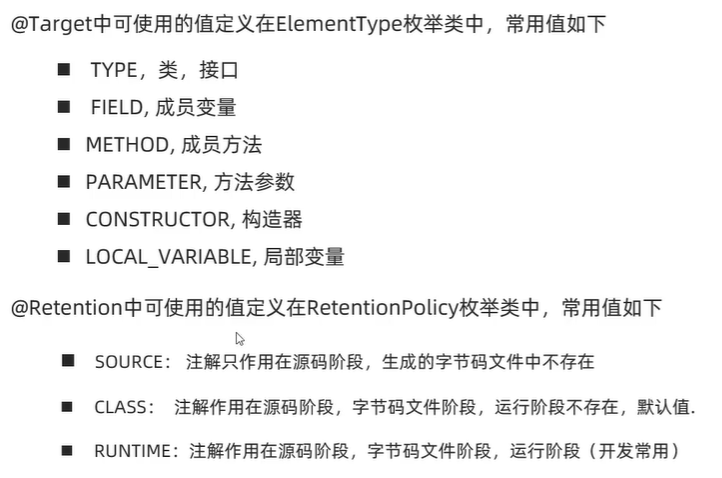 @Target中可使用的值定义在ElementType枚举类中，常用值如下
■ TYPE，类，接口
■ FIELD, 成员变量
■ METHOD, 成员方法
■ PARAMETER, 方法参数
■ CONSTRUCTOR, 构造器
■ LOCAL_VARIABLE, 局部变量
@Retention中可使用的值定义在RetentionPolicy枚举类中，常用值如下
■ SOURCE： 注解只作用在源码阶段，生成的字节码文件中不存在
■ CLASS： 注解作用在源码阶段，字节码文件阶段，运行阶段不存在，默认值.
■ RUNTIME：注解作用在源码阶段，字节码文件阶段，运行阶段（开发常用）